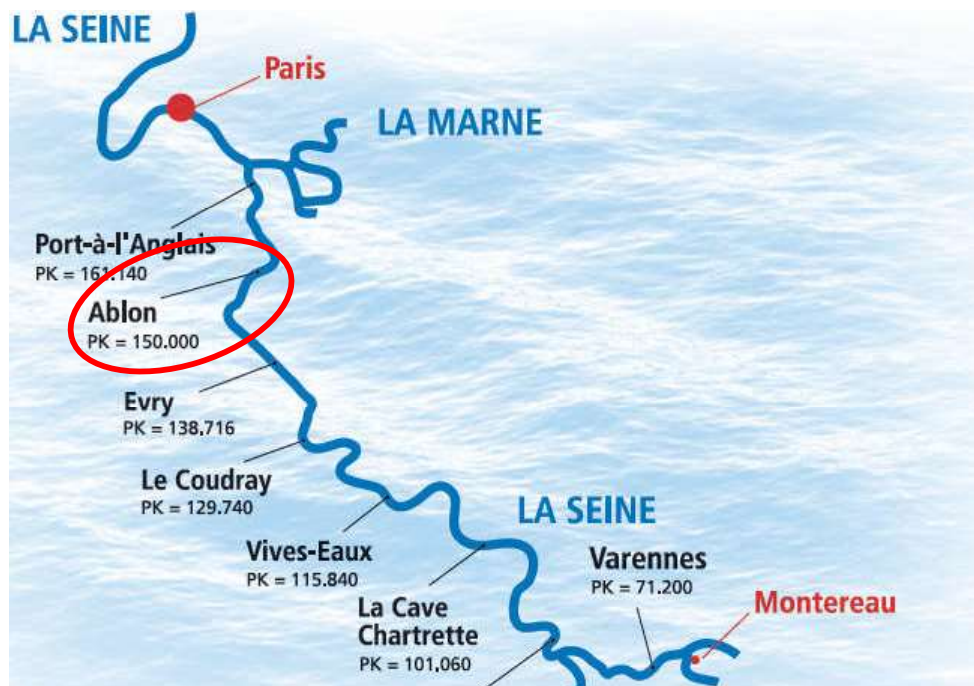 LA SEINE
Paris
LA MARNE
Port-à-l'Anglais
PK = 161.140
Ablon
PK = 150.000
Evry
PK = 138.716
Le Coudray
PK = 129.740
Vives-Eaux
PK = 115.840
LA SEINE
Varennes
PK = 71.200
La Cave
Chartrette
PK = 101.060
Montereau